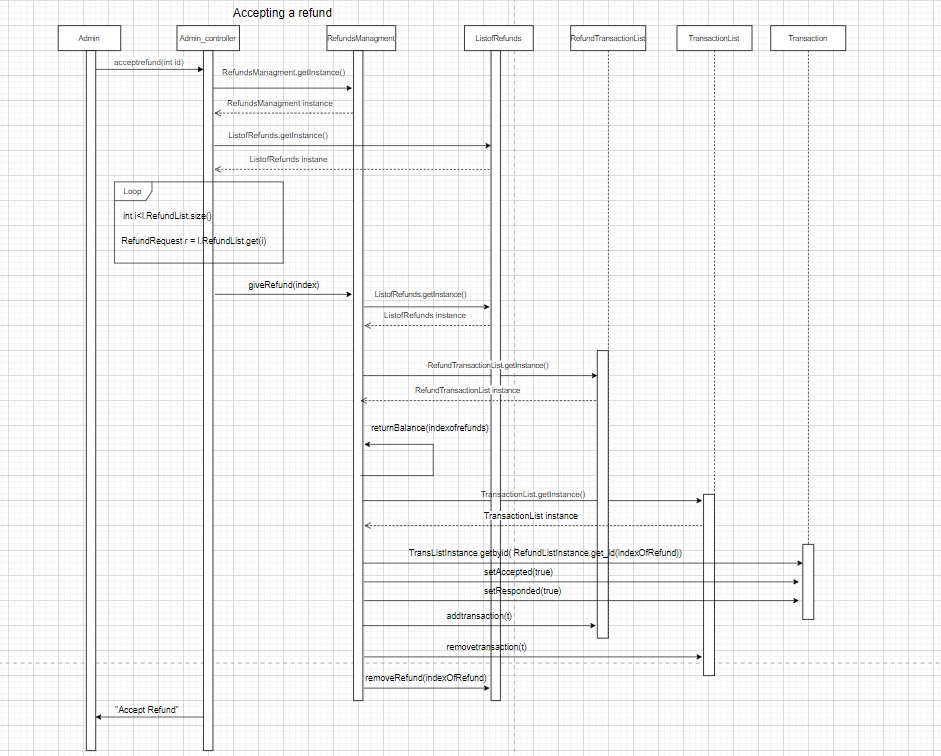 Accepting a refund
Admin
Admin_controller
RefundsManagment
ListofRefunds
RefundTransactionList
TransactionList
Transaction
acceptrefund(int id)
RefundsManagment.getInstance()
RefundsManagment instance
ListofRefunds.getInstance()
ListofRefunds instane
Loop
int i<l.RefundList.size()
RefundRequest r = l.RefundList.get(i)
giveRefund(index)
ListofRefunds.getInstance()
ListofRefunds instance
RefundTransactionList.getInstance()
RefundTransactionList instance
returnBalance(indexofrefunds)
TransactionList.getInstance()
TransactionList instance
TransListInstance.getbyid( RefundListInstance.get_id(indexOfRefund))
setAccepted(true)
setResponded(true)
addtransaction(t)
removetransaction(t)
removeRefund(indexOfRefund)
"Accept Refund"